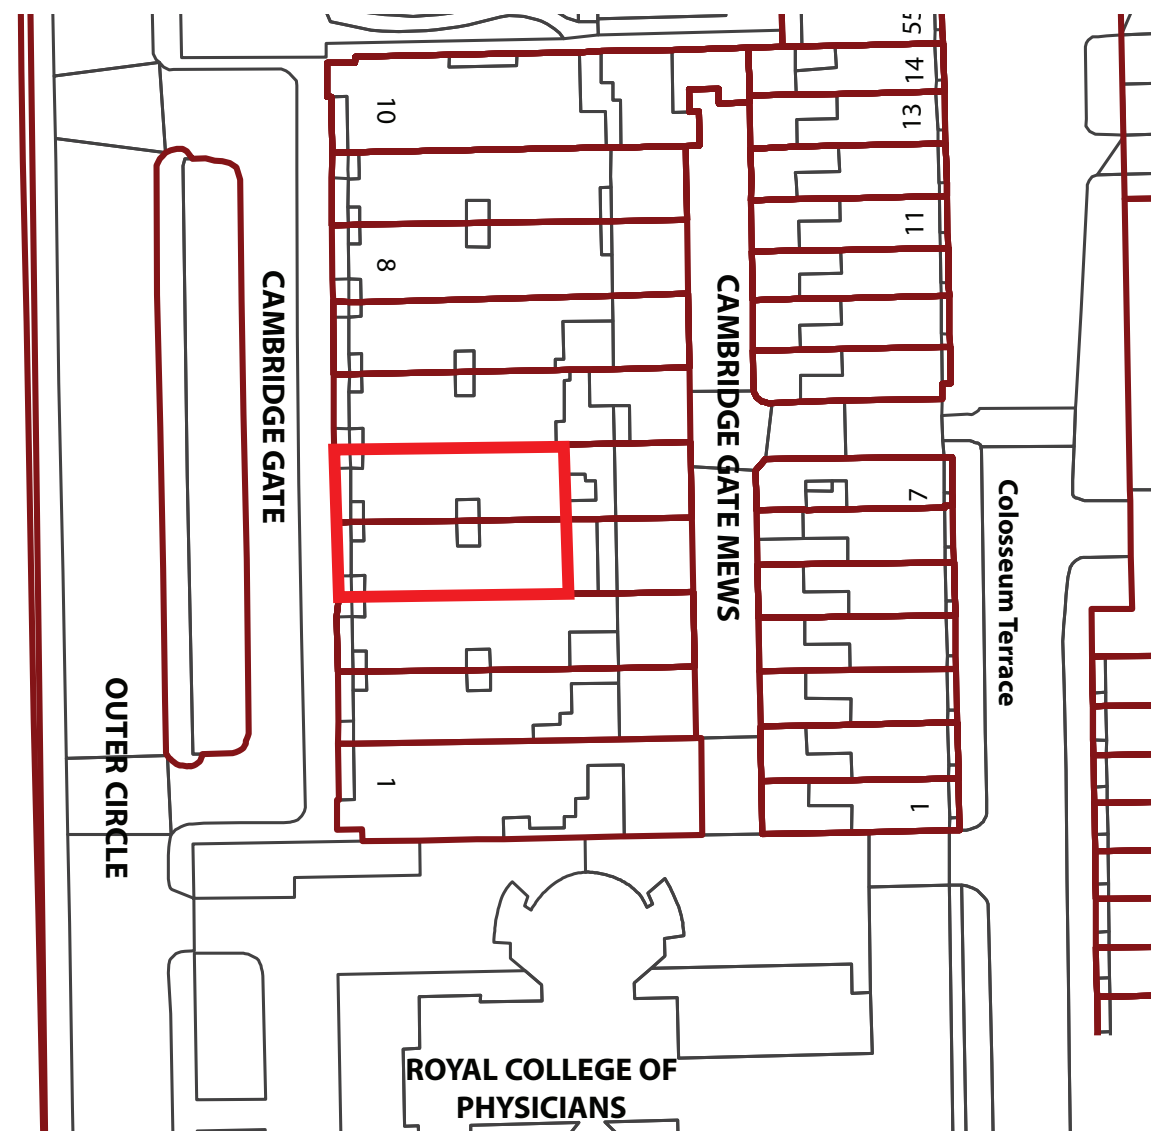 55
14
10
13
11
8
CAMBRIDGE GATE
CAMBRIDGE GATE MEWS
7
Colosseum Terrace
OUTER CIRCLE
1
1
ROYAL COLLEGE OF
PHYSICIANS